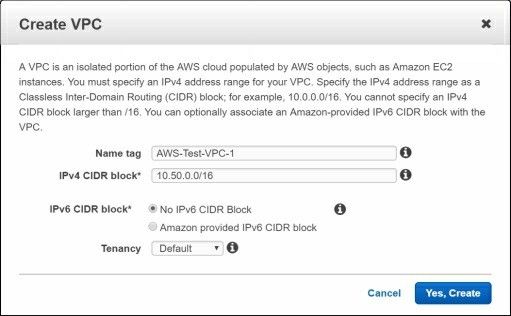 Create VPC
A VPC is an isolated portion of the AWS cloud populated by AWS objects, such as Amazon EC2
instances. You must specify an IPv4 address range for your VPC. Specify the IPv4 address range as a
Classless Inter-Domain Routing (CIDR) block; for example, 10.0.0.0/16. You cannot specify an IPv4
CIDR block larger than /16. You can optionally associate an Amazon-provided IPv6 CIDR block with the
VPC.
Name tag AWS-Test-VPC-1
IPv4 CIDR block* 10.50.0.0/16
IPv6 CIDR block* No IPv6 CIDR Block
Amazon provided IPv6 CIDR block
Tenancy Default
Cancel Yes, Create